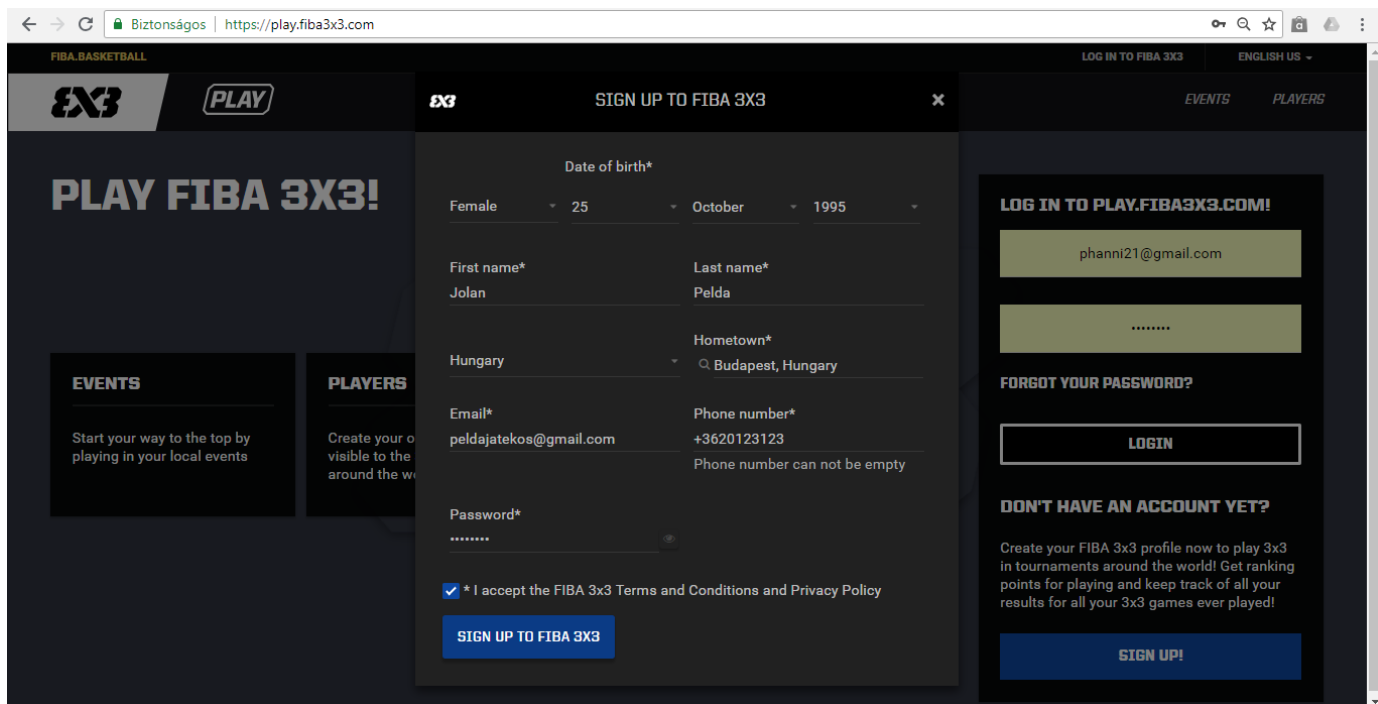 Biztonságos | https://play.fiba3x3.com
FIBA.BASKETBALL
LOG IN TO FIBA 3X3
ENGLISH US
3X3
PLAY
EVENTS
PLAYERS
3X3
SIGN UP TO FIBA 3X3
×
PLAY FIBA 3X3!
EVENTS
Start your way to the top by
playing in your local events
PLAYERS
Create your o
visible to the
around the w
Date of birth*
Female
25
October
1995
First name*
Last name*
Jolan
Pelda
Hungary
Hometown*
Budapest, Hungary
Email*
Phone number*
peldajatekos@gmail.com
+3620123123
Phone number can not be empty
Password*
••••••••
* I accept the FIBA 3x3 Terms and Conditions and Privacy Policy
SIGN UP TO FIBA 3X3
LOG IN TO PLAY.FIBA3X3.COM!
phanni21@gmail.com
••••••••
FORGOT YOUR PASSWORD?
LOGIN
DON'T HAVE AN ACCOUNT YET?
Create your FIBA 3x3 profile now to play 3x3
in tournaments around the world! Get ranking
points for playing and keep track of all your
results for all your 3x3 games ever played!
SIGN UP!